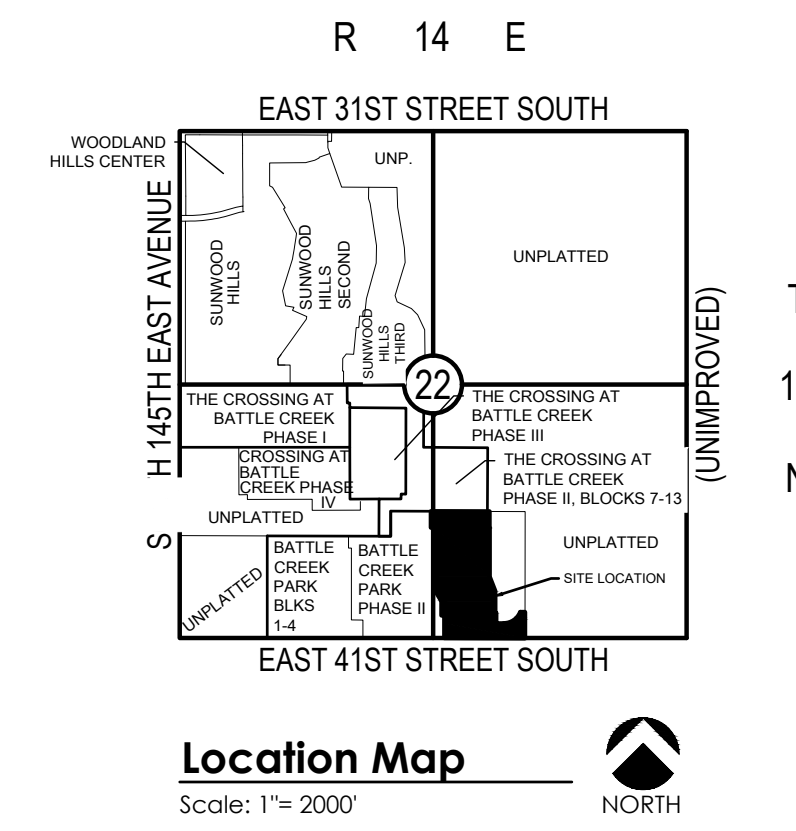 R 14 E
EAST 31ST STREET SOUTH
WOODLAND
HILLS CENTER
UNP.
SUNWOOD
HILLS
SUNWOOD
HILLS
SECOND
SUNWOOD
HILLS
THIRD
UNPLATTED
S
H 145TH EAST AVENUE
(UNIMPROVED)
T
1
N
22
THE CROSSING AT
BATTLE CREEK
PHASE I
THE CROSSING AT
BATTLE CREEK
PHASE III
CROSSING AT
BATTLE
CREEK PHASE
IV
THE CROSSING AT
BATTLE CREEK
PHASE II, BLOCKS 7-13
UNPLATTED
UNPLATTED
BATTLE
CREEK
PARK
BLKS
1-4
BATTLE
CREEK
PARK
PHASE II
UNPLATTED
SITE LOCATION
EAST 41ST STREET SOUTH
Location Map
Scale: 1"= 2000'
NORTH